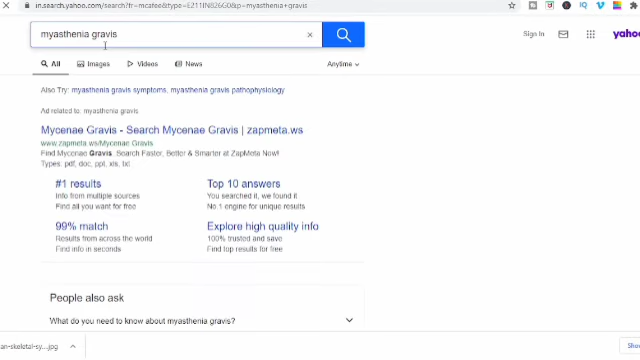 in.search.yahoo.com/search?fr=mcafee&type=E211IN826G0&p=myasthenia+gravis
myasthenia gravis
Sign In
yahoo
All Images Videos News Anytime
Also Try: myasthenia gravis symptoms, myasthenia gravis pathophysiology
Ad related to: myasthenia gravis
Mycenae Gravis - Search Mycenae Gravis | zapmeta.ws
www.zapmeta.ws/Mycenae Gravis
Find Mycenae Gravis. Search Faster, Better & Smarter at ZapMeta Now!
Types: pdf, doc, ppt, xls, txt
#1 results
Info from multiple sources
Find all you want for free
Top 10 answers
You searched it, we found it
No.1 engine for unique results
99% match
Results from across the world
Find info in seconds
Explore high quality info
100% trusted and save
Find top results for free
People also ask
What do you need to know about myasthenia gravis?
an-skeletal-sy....jpg
Sho